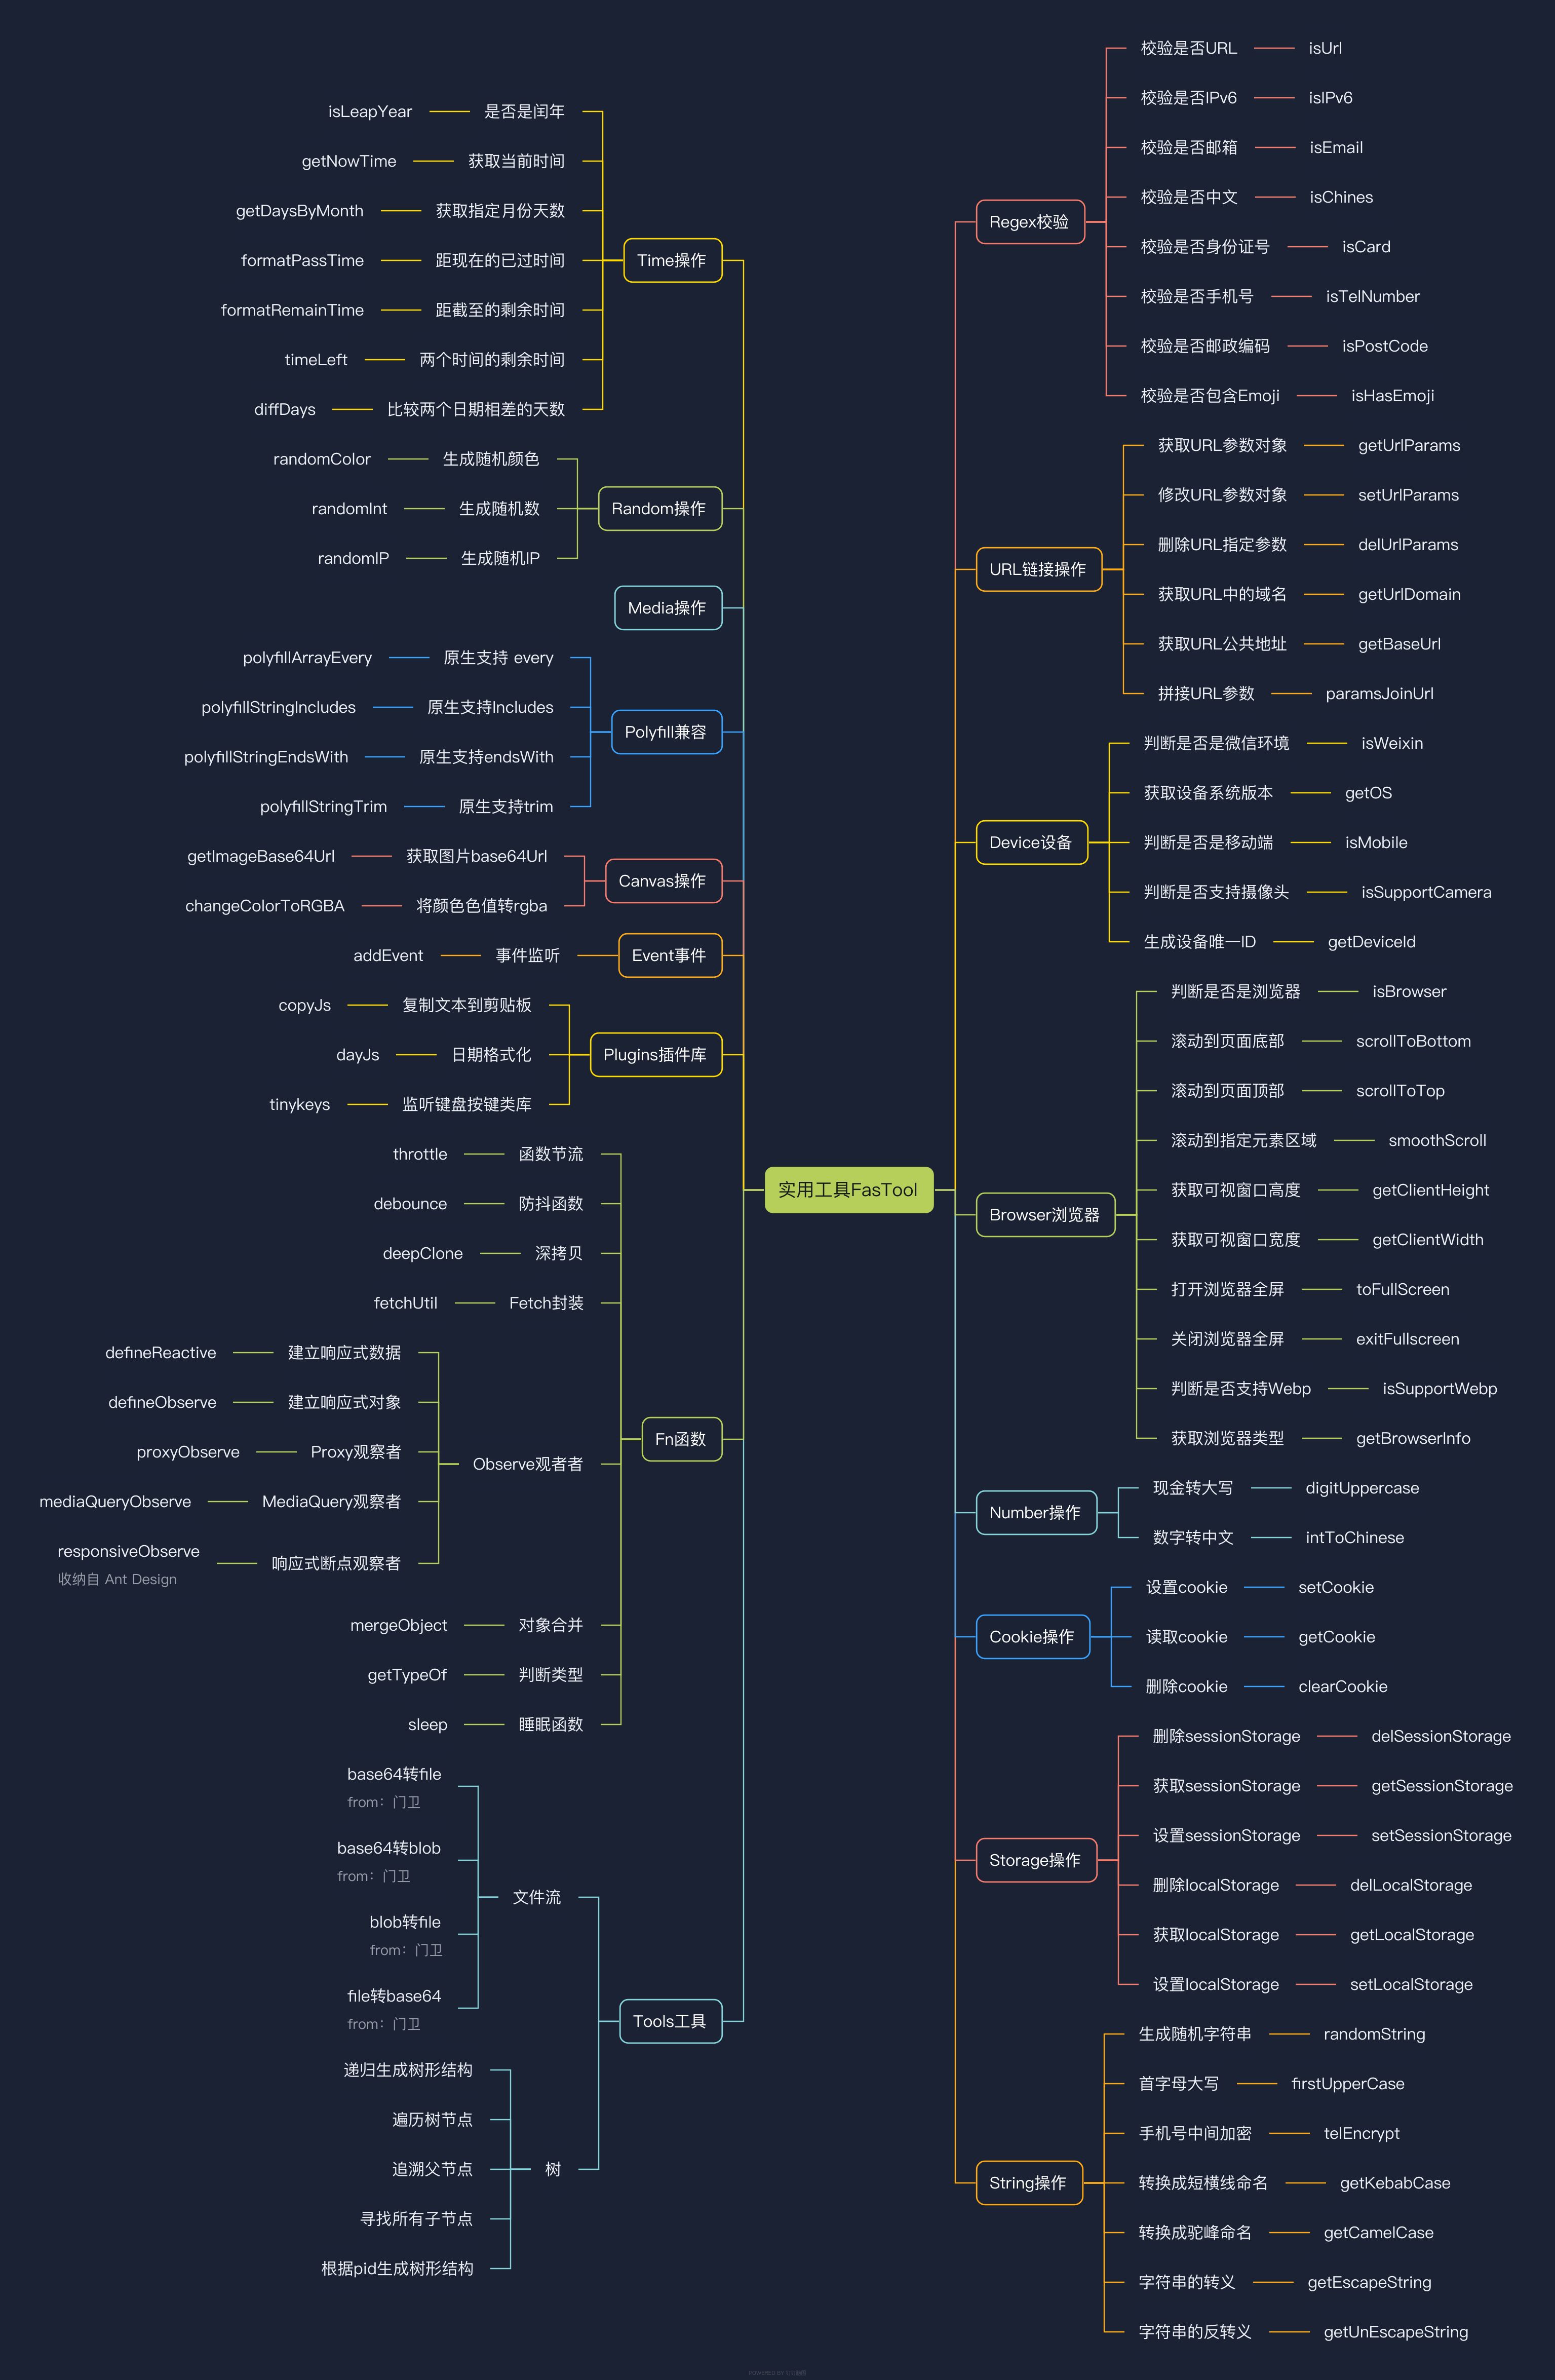 实用工具FasTool
Regex校验
校验是否URL
isUrl
校验是否IPv6
isIPv6
校验是否邮箱
isEmail
校验是否中文
isChines
校验是否身份证号
isCard
校验是否手机号
isTelNumber
校验是否邮政编码
isPostCode
校验是否包含Emoji
isHasEmoji
URL链接操作
获取URL参数对象
getUrlParams
修改URL参数对象
setUrlParams
删除URL指定参数
delUrlParams
获取URL中的域名
getUrlDomain
获取URL公共地址
getBaseUrl
拼接URL参数
paramsJoinUrl
Device设备
判断是否是微信环境
isWeixin
获取设备系统版本
getOS
判断是否是移动端
isMobile
判断是否支持摄像头
isSupportCamera
生成设备唯一ID
getDeviceId
Browser浏览器
判断是否是浏览器
isBrowser
滚动到页面底部
scrollToBottom
滚动到页面顶部
scrollToTop
滚动到指定元素区域
smoothScroll
获取可视窗口高度
getClientHeight
获取可视窗口宽度
getClientWidth
打开浏览器全屏
toFullScreen
关闭浏览器全屏
exitFullscreen
判断是否支持Webp
isSupportWebp
获取浏览器类型
getBrowserInfo
Number操作
现金转大写
digitUppercase
数字转中文
intToChinese
Cookie操作
设置cookie
setCookie
读取cookie
getCookie
删除cookie
clearCookie
Storage操作
删除sessionStorage
delSessionStorage
获取sessionStorage
getSessionStorage
设置sessionStorage
setSessionStorage
删除localStorage
delLocalStorage
获取localStorage
getLocalStorage
设置localStorage
setLocalStorage
String操作
生成随机字符串
randomString
首字母大写
firstUpperCase
手机号中间加密
telEncrypt
转换成短横线命名
getKebabCase
转换成驼峰命名
getCamelCase
字符串的转义
getEscapeString
字符串的反转义
getUnEscapeString
Time操作
是否是闰年
isLeapYear
获取当前时间
getNowTime
获取指定月份天数
getDaysByMonth
距现在的已过时间
formatPassTime
距截至的剩余时间
formatRemainTime
两个时间的剩余时间
timeLeft
比较两个日期相差的天数
diffDays
Random操作
生成随机颜色
randomColor
生成随机数
randomInt
生成随机IP
randomIP
Media操作
Polyfill兼容
原生支持 every
polyfillArrayEvery
原生支持Includes
polyfillStringIncludes
原生支持endsWith
polyfillStringEndsWith
原生支持trim
polyfillStringTrim
Canvas操作
获取图片base64Url
getImageBase64Url
将颜色色值转rgba
changeColorToRGBA
Event事件
事件监听
addEvent
Plugins插件库
复制文本到剪贴板
copyJs
日期格式化
dayJs
监听键盘按键类库
tinykeys
Fn函数
函数节流
throttle
防抖函数
debounce
深拷贝
deepClone
Fetch封装
fetchUtil
Observe观者者
建立响应式数据
defineReactive
建立响应式对象
defineObserve
Proxy观察者
proxyObserve
MediaQuery观察者
mediaQueryObserve
响应式断点观察者
responsiveObserve
收纳自 Ant Design
对象合并
mergeObject
判断类型
getTypeOf
睡眠函数
sleep
Tools工具
文件流
base64转file
from：门卫
base64转blob
from：门卫
blob转file
from：门卫
file转base64
from：门卫
树
递归生成树形结构
遍历树节点
追溯父节点
寻找所有子节点
根据pid生成树形结构